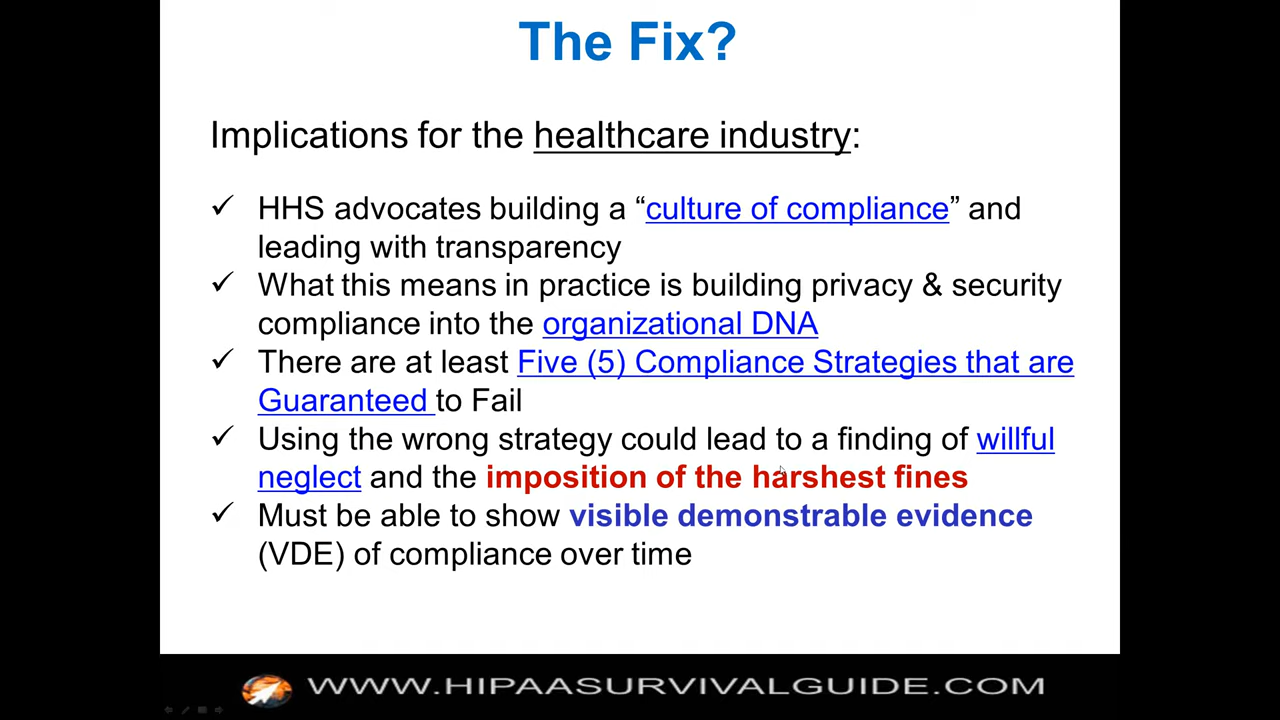 The Fix?
Implications for the healthcare industry:
✓ HHS advocates building a “culture of compliance” and
leading with transparency
✓ What this means in practice is building privacy & security
compliance into the organizational DNA
✓ There are at least Five (5) Compliance Strategies that are
Guaranteed to Fail
✓ Using the wrong strategy could lead to a finding of willful
neglect and the imposition of the harshest fines
✓ Must be able to show visible demonstrable evidence
(VDE) of compliance over time
WWW.HIPAASURVIVALGUIDE.COM